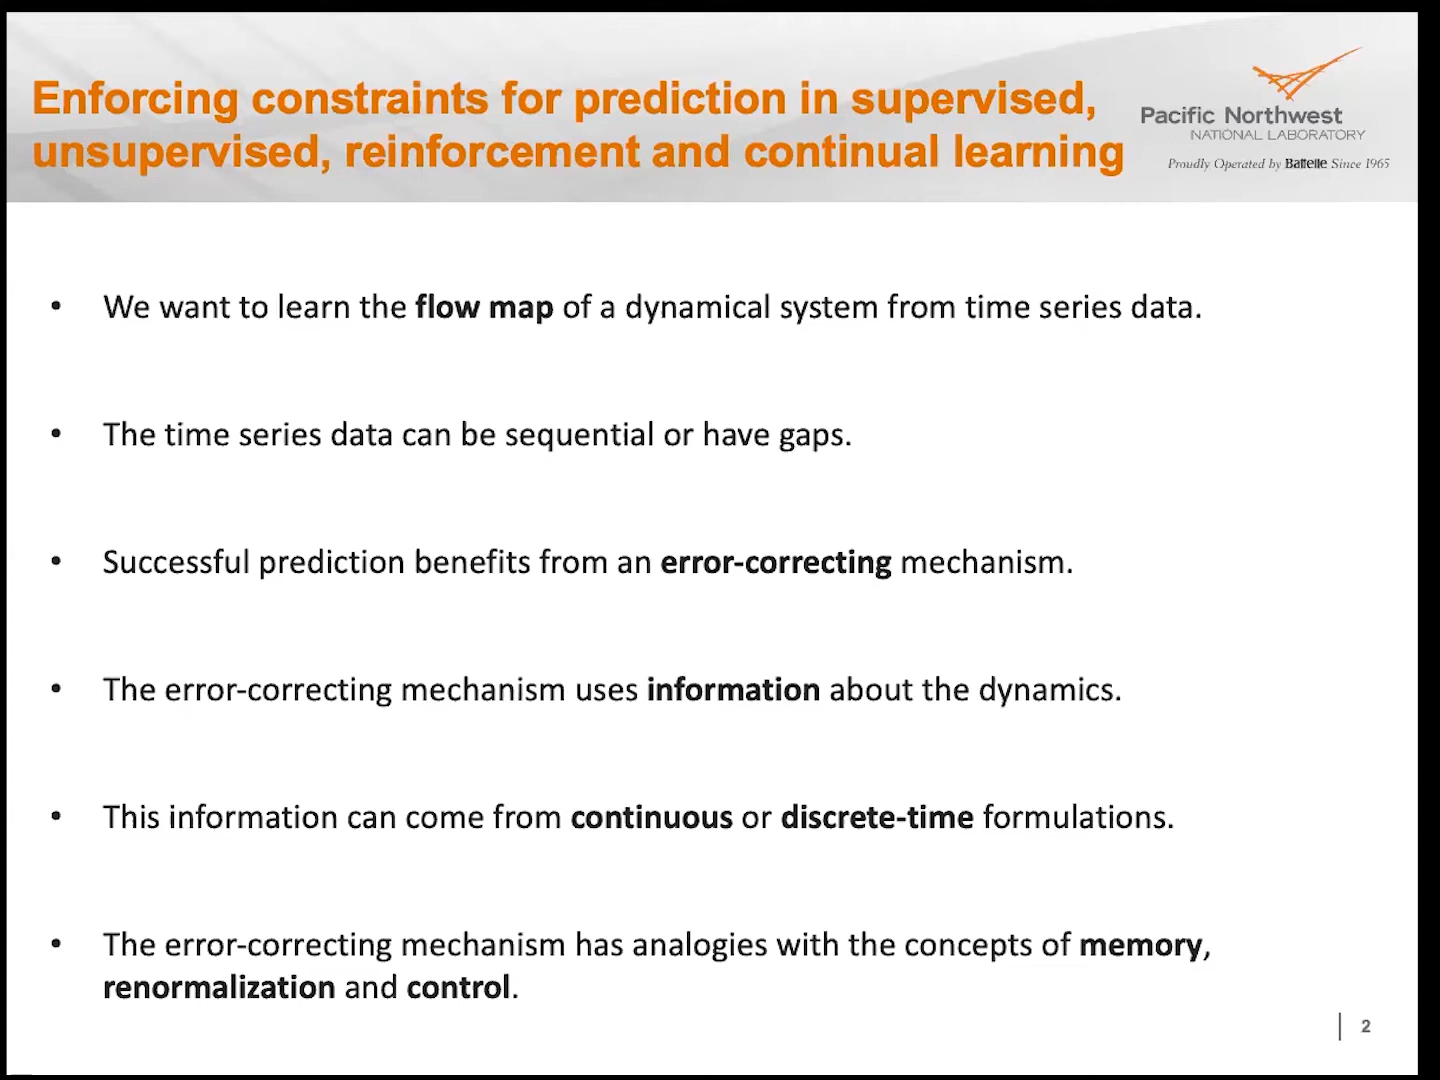 Enforcing constraints for prediction in supervised,
unsupervised, reinforcement and continual learning
Pacific Northwest
NATIONAL LABORATORY
Proudly Operated by Battelle Since 1965
• We want to learn the flow map of a dynamical system from time series data.
• The time series data can be sequential or have gaps.
• Successful prediction benefits from an error-correcting mechanism.
• The error-correcting mechanism uses information about the dynamics.
• This information can come from continuous or discrete-time formulations.
• The error-correcting mechanism has analogies with the concepts of memory,
renormalization and control.
2